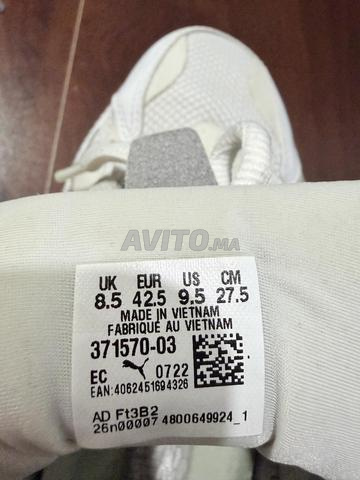 AVITO.ma
UK EUR US CM
8.5 42.5 9.5 27.5
MADE IN VIETNAM
FABRIQUÉ AU VIETNAM
371570-03
EC 0722
EAN:4062451694326
AD Ft3B2
26n00007 4800649924_1